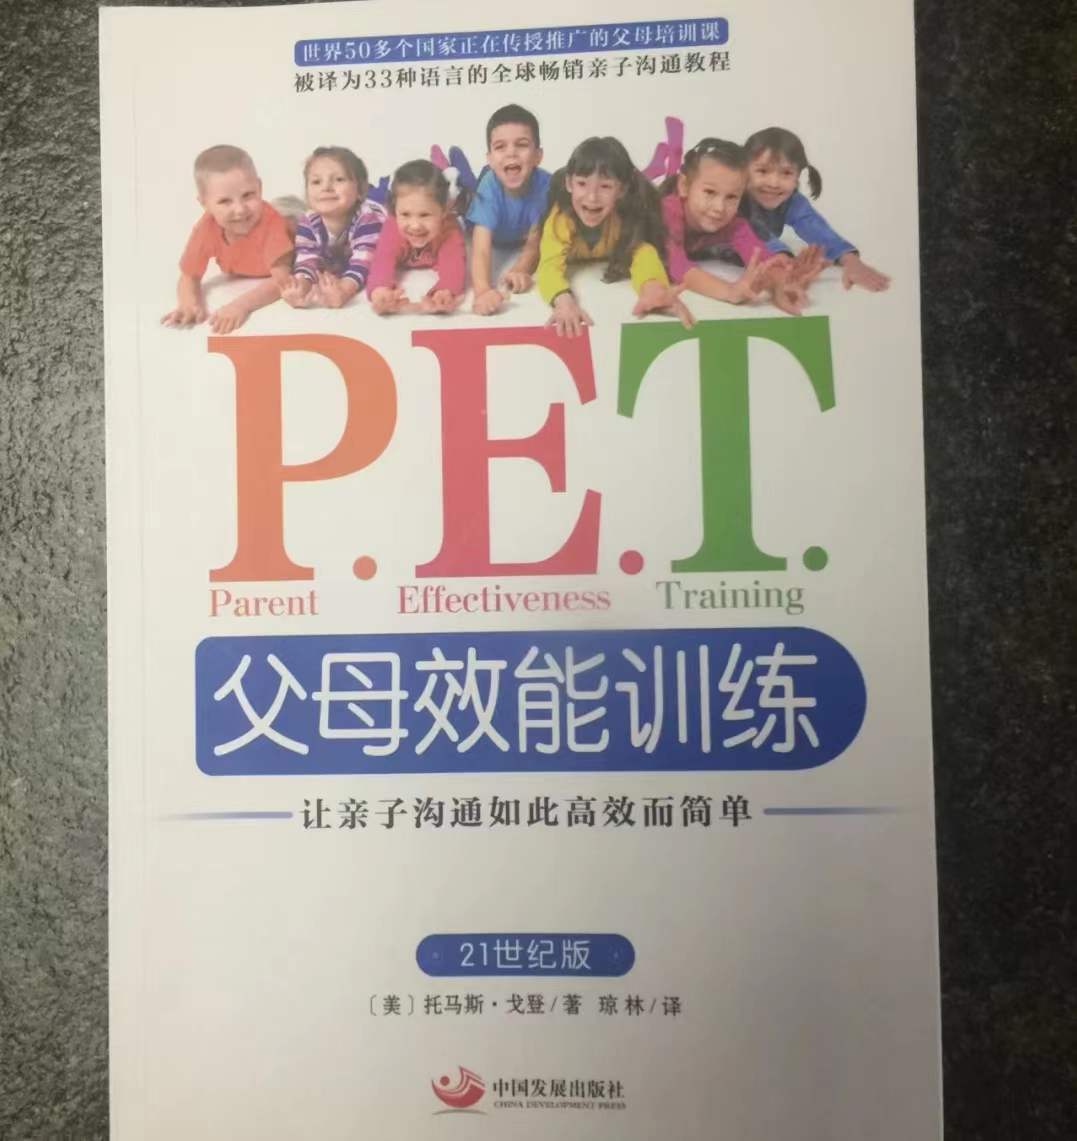 世界50多个国家正在传授推广的父母培训课
被译为33种语言的全球畅销亲子沟通教程
P.E.T.
Parent Effectiveness Training
父母效能训练
让亲子沟通如此高效而简单
21世纪版
〔美〕托马斯·戈登/著 琼林/译
中国发展出版社
CHINA DEVELOPMENT PRESS